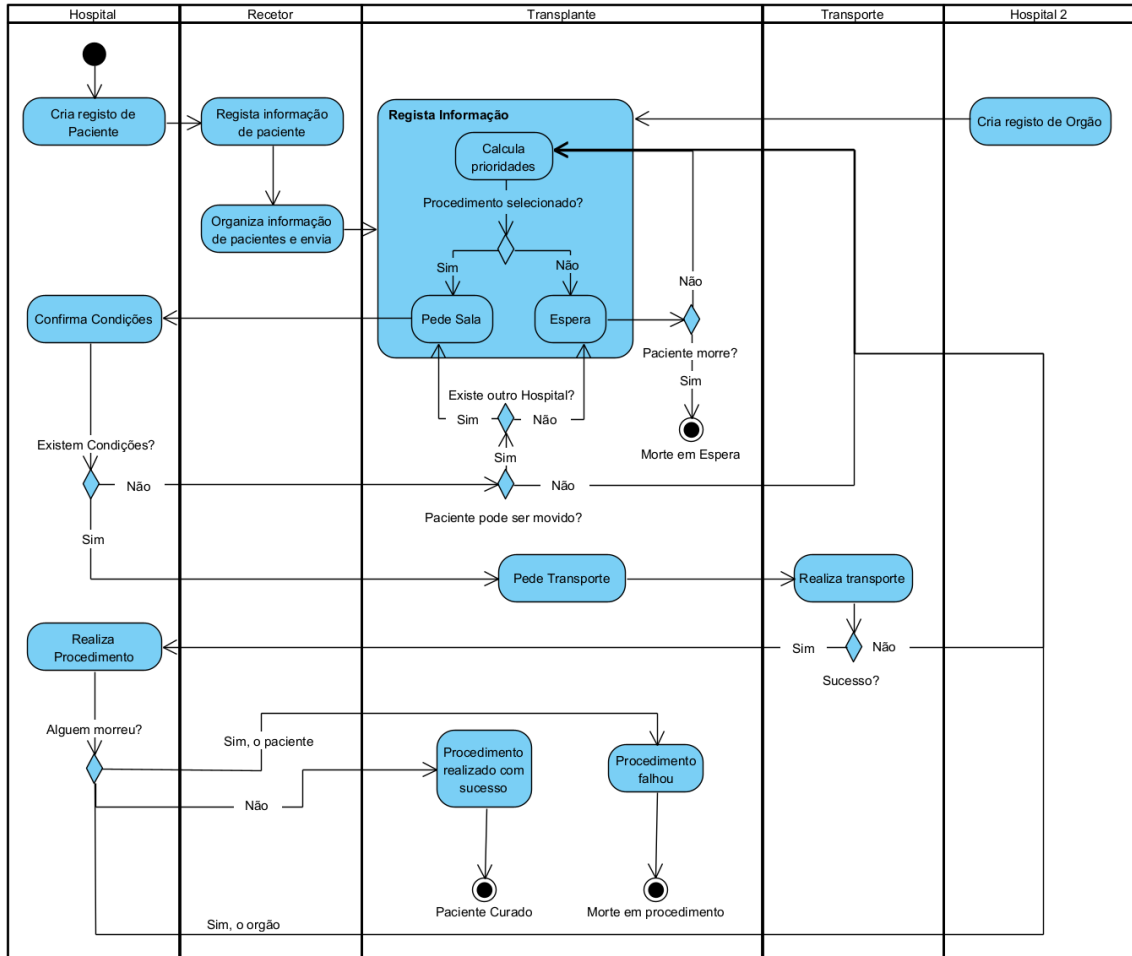 Hospital
Recetor
Transplante
Transporte
Hospital 2
Cria registo de
Paciente
Regista informação
de paciente
Regista Informação
Cria registo de Orgão
Calcula
prioridades
Procedimento selecionado?
Organiza informação
de pacientes e envia
Sim
Não
Não
Confirma Condições
Pede Sala
Espera
Paciente morre?
Sim
Existe outro Hospital?
Sim
Não
Existem Condições?
Morte em Espera
Sim
Não
Não
Paciente pode ser movido?
Sim
Pede Transporte
Realiza transporte
Realiza
Procedimento
Sim
Não
Sucesso?
Alguem morreu?
Sim, o paciente
Procedimento
realizado com
sucesso
Procedimento
falhou
Não
Paciente Curado
Morte em procedimento
Sim, o orgão